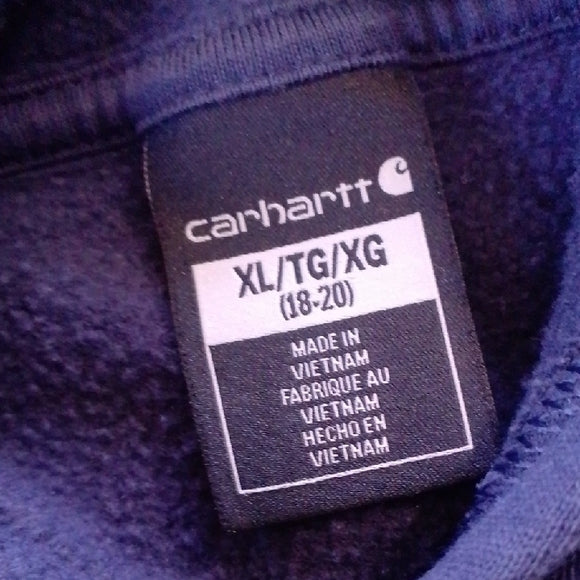 carhartt
XL/TG/XG
(18-20)
MADE IN
VIETNAM
FABRIQUE AU
VIETNAM
HECHO EN
VIETNAM